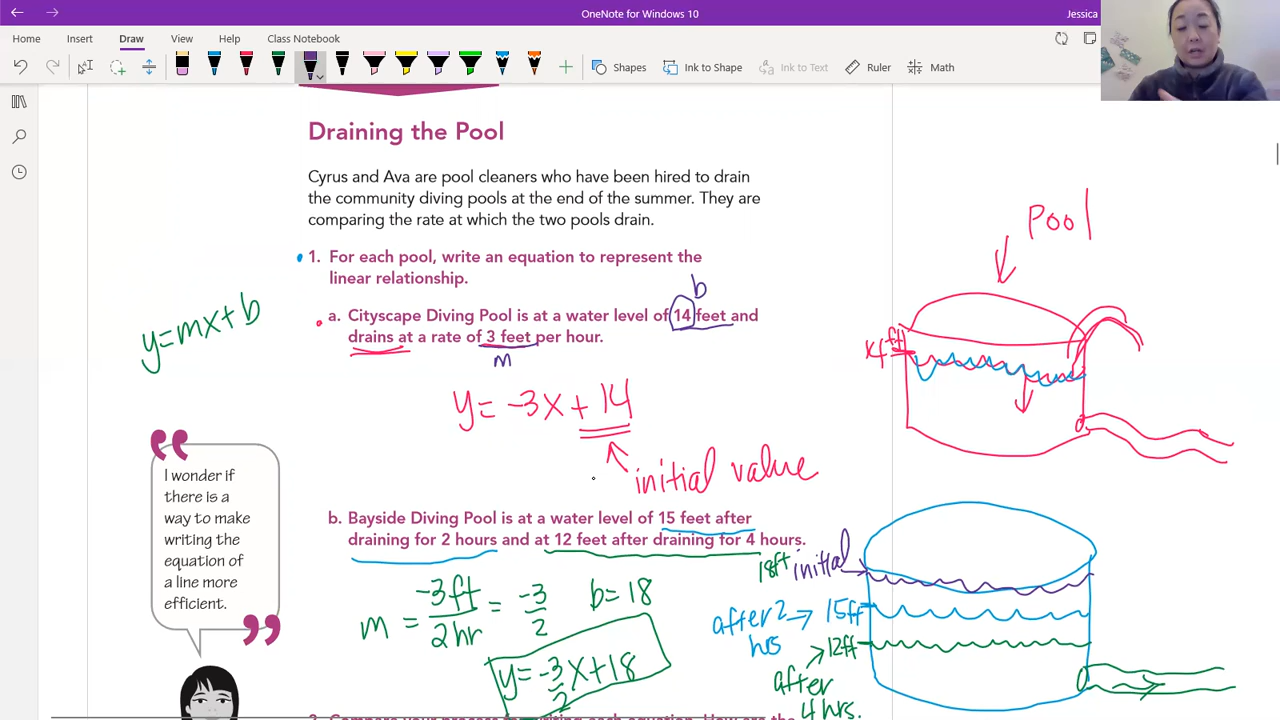 OneNote for Windows 10
Jessica
Home Insert Draw View Help Class Notebook
Shapes Ink to Shape Ink to Text Ruler Math
Draining the Pool
Cyrus and Ava are pool cleaners who have been hired to drain
the community diving pools at the end of the summer. They are
comparing the rate at which the two pools drain.
1. For each pool, write an equation to represent the
linear relationship.
b
a. Cityscape Diving Pool is at a water level of 14 feet and
drains at a rate of 3 feet per hour.
m
y=mx+b
y= -3x+14
initial value
Pool
ft
I wonder if
there is a
way to make
writing the
equation of
a line more
efficient.
b. Bayside Diving Pool is at a water level of 15 feet after
draining for 2 hours and at 12 feet after draining for 4 hours.
m = -3ft/2hr = -3/2 b=18
y=-3/2x+18
18ft initial
after 2 → 15ft
hrs
→ 12ft
after
4 hrs.